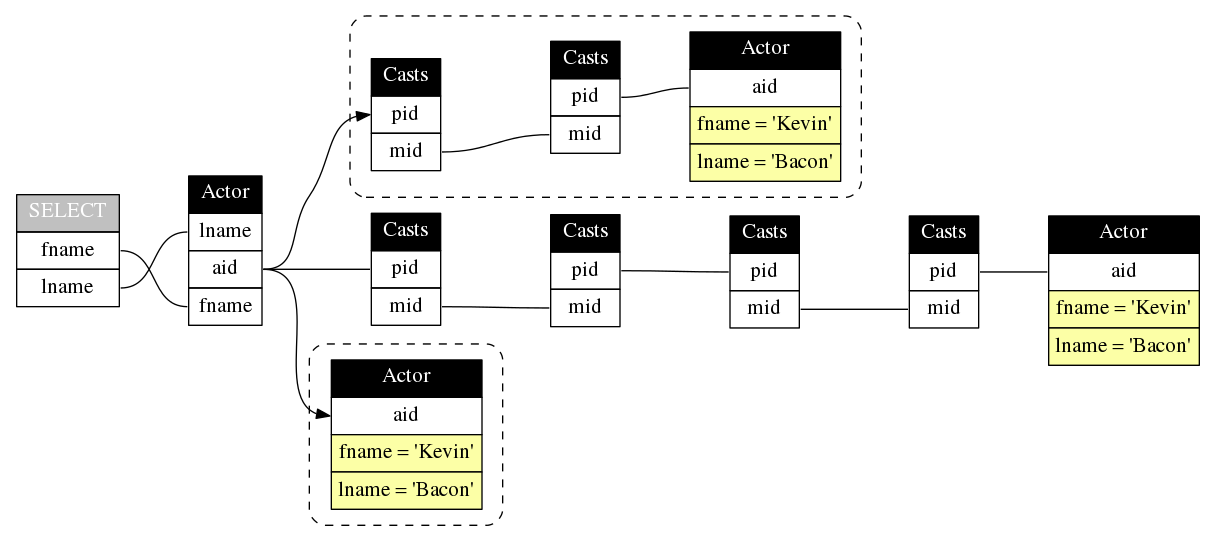 SELECT
fname
lname
Actor
lname
aid
fname
Casts
pid
mid
Casts
pid
mid
Actor
aid
fname = 'Kevin'
lname = 'Bacon'
Casts
pid
mid
Casts
pid
mid
Casts
pid
mid
Casts
pid
mid
Actor
aid
fname = 'Kevin'
lname = 'Bacon'
Actor
aid
fname = 'Kevin'
lname = 'Bacon'